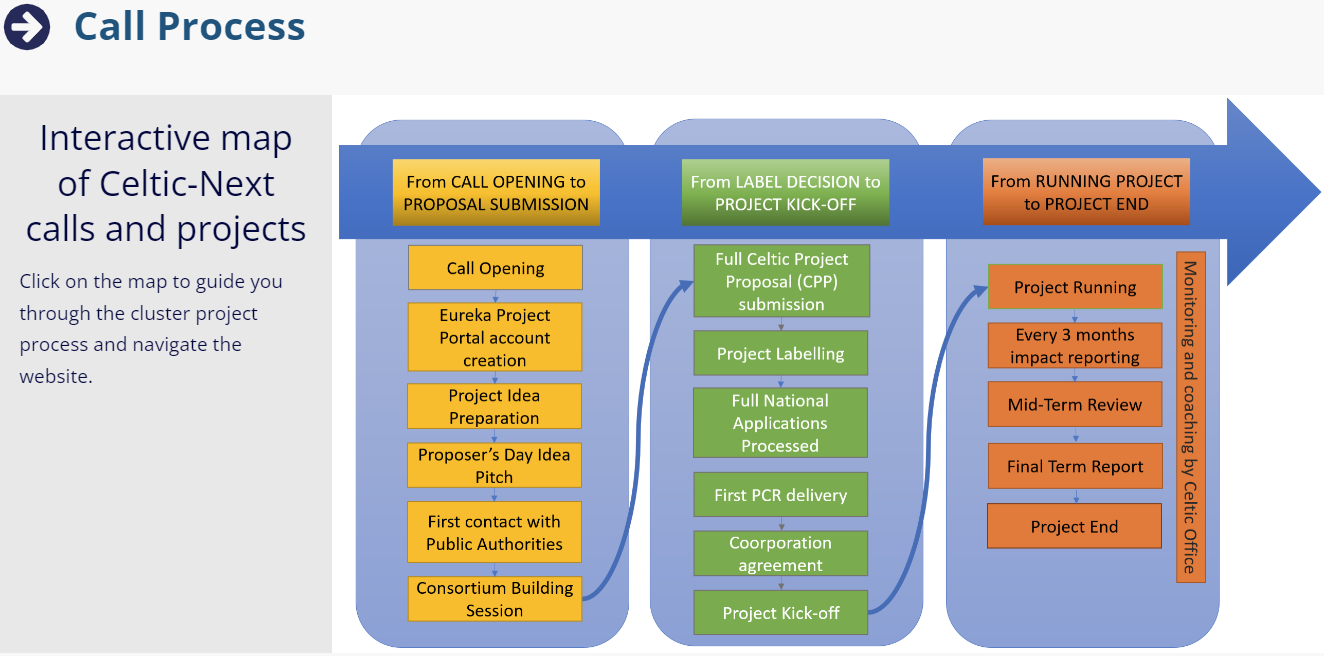 Call Process
Interactive map
of Celtic-Next
calls and projects
Click on the map to guide you
through the cluster project
process and navigate the
website.
From CALL OPENING to
PROPOSAL SUBMISSION
Call Opening
Eureka Project
Portal account
creation
Project Idea
Preparation
Proposer’s Day Idea
Pitch
First contact with
Public Authorities
Consortium Building
Session
From LABEL DECISION to
PROJECT KICK-OFF
Full Celtic Project
Proposal (CPP)
submission
Project Labelling
Full National
Applications
Processed
First PCR delivery
Coorporation
agreement
Project Kick-off
From RUNNING PROJECT
to PROJECT END
Project Running
Every 3 months
impact reporting
Mid-Term Review
Final Term Report
Project End
Monitoring and coaching by Celtic Office